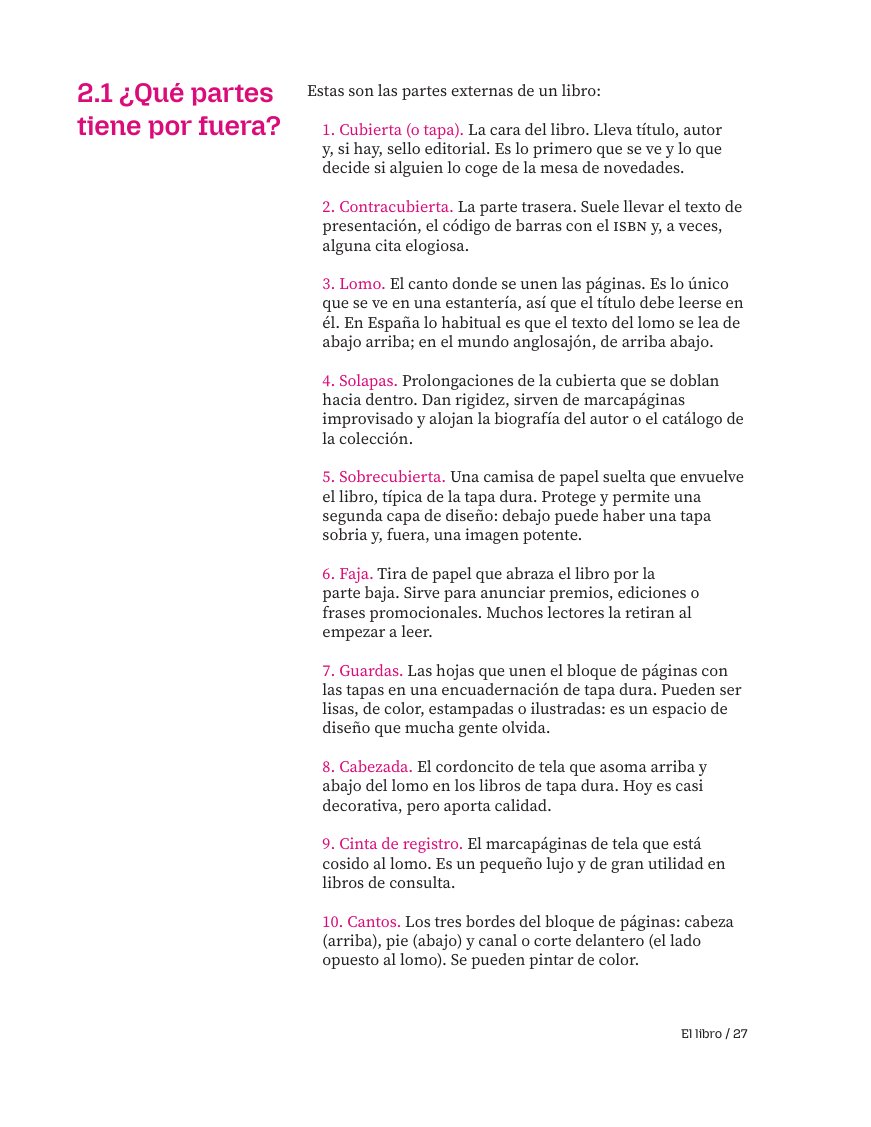 2.1 ¿Qué partes
tiene por fuera?
Estas son las partes externas de un libro:
1. Cubierta (o tapa). La cara del libro. Lleva título, autor
y, si hay, sello editorial. Es lo primero que se ve y lo que
decide si alguien lo coge de la mesa de novedades.
2. Contracubierta. La parte trasera. Suele llevar el texto de
presentación, el código de barras con el ISBN y, a veces,
alguna cita elogiosa.
3. Lomo. El canto donde se unen las páginas. Es lo único
que se ve en una estantería, así que el título debe leerse en
él. En España lo habitual es que el texto del lomo se lea de
abajo arriba; en el mundo anglosajón, de arriba abajo.
4. Solapas. Prolongaciones de la cubierta que se doblan
hacia dentro. Dan rigidez, sirven de marcapáginas
improvisado y alojan la biografía del autor o el catálogo de
la colección.
5. Sobrecubierta. Una camisa de papel suelta que envuelve
el libro, típica de la tapa dura. Protege y permite una
segunda capa de diseño: debajo puede haber una tapa
sobria y, fuera, una imagen potente.
6. Faja. Tira de papel que abraza el libro por la
parte baja. Sirve para anunciar premios, ediciones o
frases promocionales. Muchos lectores la retiran al
empezar a leer.
7. Guardas. Las hojas que unen el bloque de páginas con
las tapas en una encuadernación de tapa dura. Pueden ser
lisas, de color, estampadas o ilustradas: es un espacio de
diseño que mucha gente olvida.
8. Cabezada. El cordoncito de tela que asoma arriba y
abajo del lomo en los libros de tapa dura. Hoy es casi
decorativa, pero aporta calidad.
9. Cinta de registro. El marcapáginas de tela que está
cosido al lomo. Es un pequeño lujo y de gran utilidad en
libros de consulta.
10. Cantos. Los tres bordes del bloque de páginas: cabeza
(arriba), pie (abajo) y canal o corte delantero (el lado
opuesto al lomo). Se pueden pintar de color.
El libro / 27